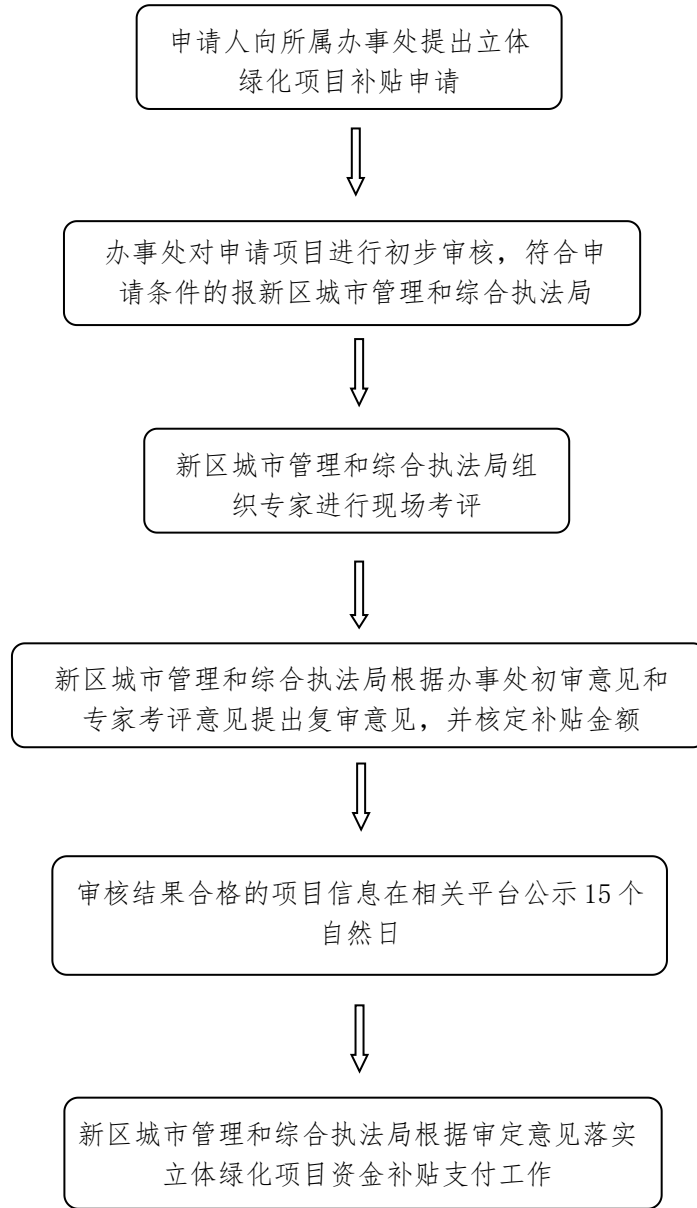 申请人向所属办事处提出立体
绿化项目补贴申请
办事处对申请项目进行初步审核，符合申
请条件的报新区城市管理和综合执法局
新区城市管理和综合执法局组
织专家进行现场考评
新区城市管理和综合执法局根据办事处初审意见和
专家考评意见提出复审意见，并核定补贴金额
审核结果合格的项目信息在相关平台公示 15 个
自然日
新区城市管理和综合执法局根据审定意见落实
立体绿化项目资金补贴支付工作